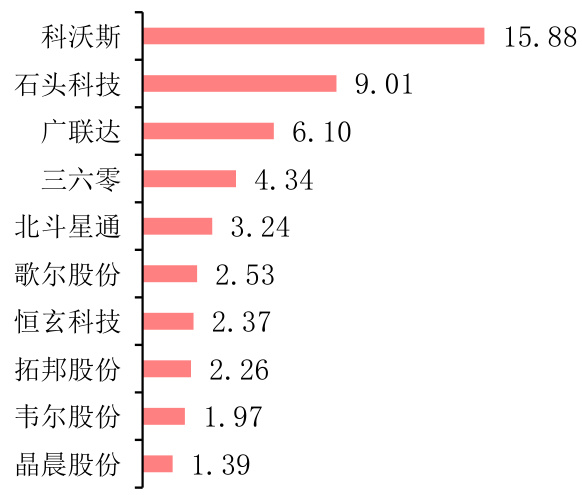 科沃斯 15.88
石头科技 9.01
广联达 6.10
三六零 4.34
北斗星通 3.24
歌尔股份 2.53
恒玄科技 2.37
拓邦股份 2.26
韦尔股份 1.97
晶晨股份 1.39